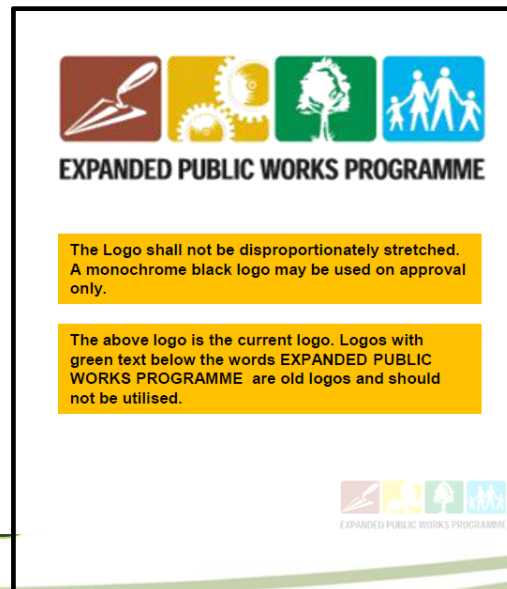 EXPANDED PUBLIC WORKS PROGRAMME
The Logo shall not be disproportionately stretched.
A monochrome black logo may be used on approval
only.
The above logo is the current logo. Logos with
green text below the words EXPANDED PUBLIC
WORKS PROGRAMME are old logos and should
not be utilised.
EXPANDED PUBLIC WORKS PROGRAMME